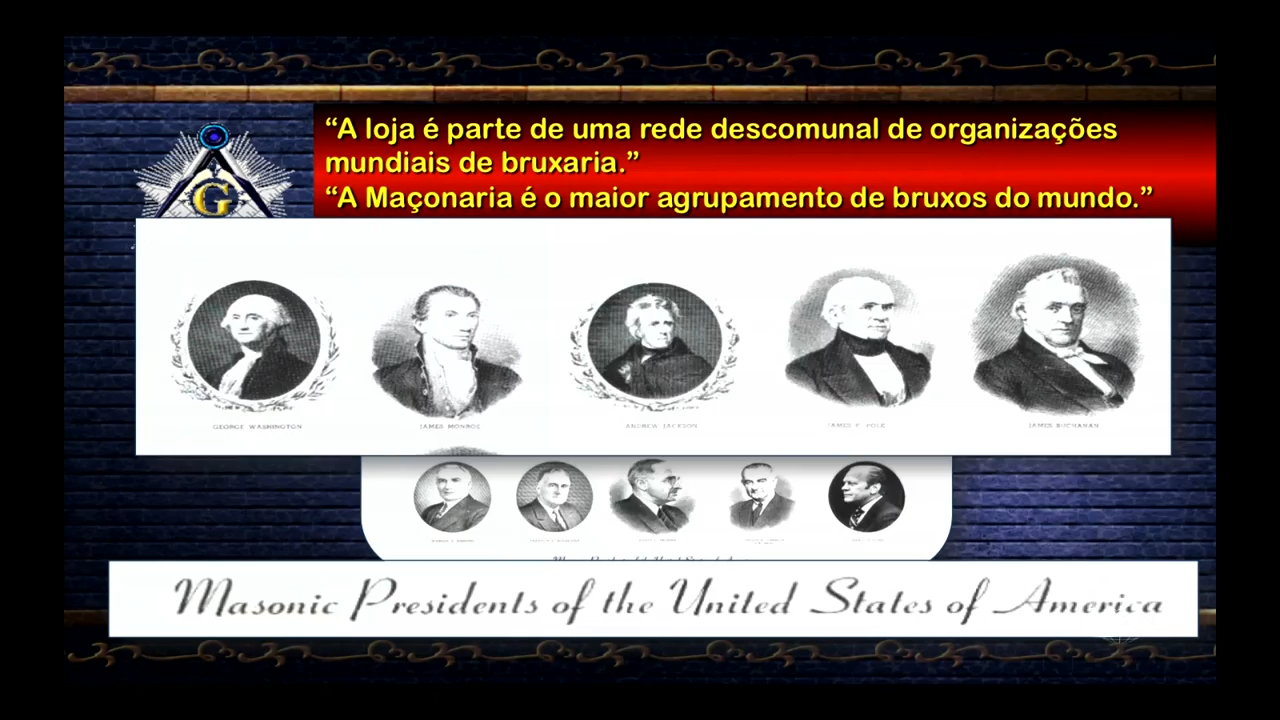 “A loja é parte de uma rede descomunal de organizações
mundiais de bruxaria.”
“A Maçonaria é o maior agrupamento de bruxos do mundo.”
G
GEORGE WASHINGTON
JAMES MONROE
ANDREW JACKSON
JAMES P. POLK
JAMES BUCHANAN
Masonic Presidents of the United States of America